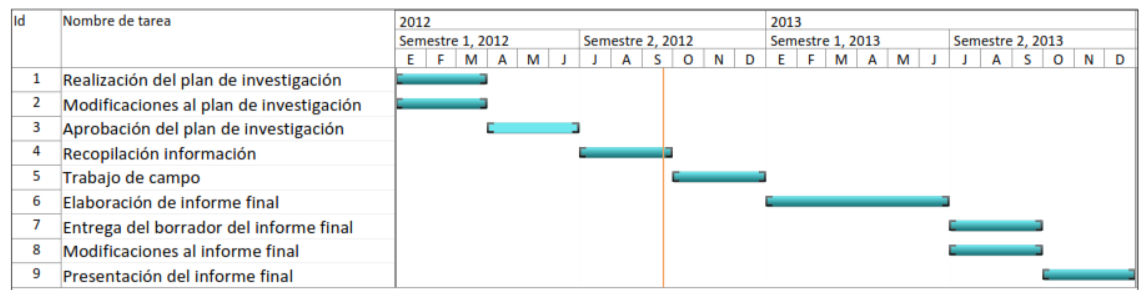 Id Nombre de tarea 2012 2013
Semestre 1, 2012 Semestre 2, 2012 Semestre 1, 2013 Semestre 2, 2013
E F M A M J J A S O N D E F M A M J J A S O N D
1 Realización del plan de investigación
2 Modificaciones al plan de investigación
3 Aprobación del plan de investigación
4 Recopilación información
5 Trabajo de campo
6 Elaboración de informe final
7 Entrega del borrador del informe final
8 Modificaciones al informe final
9 Presentación del informe final